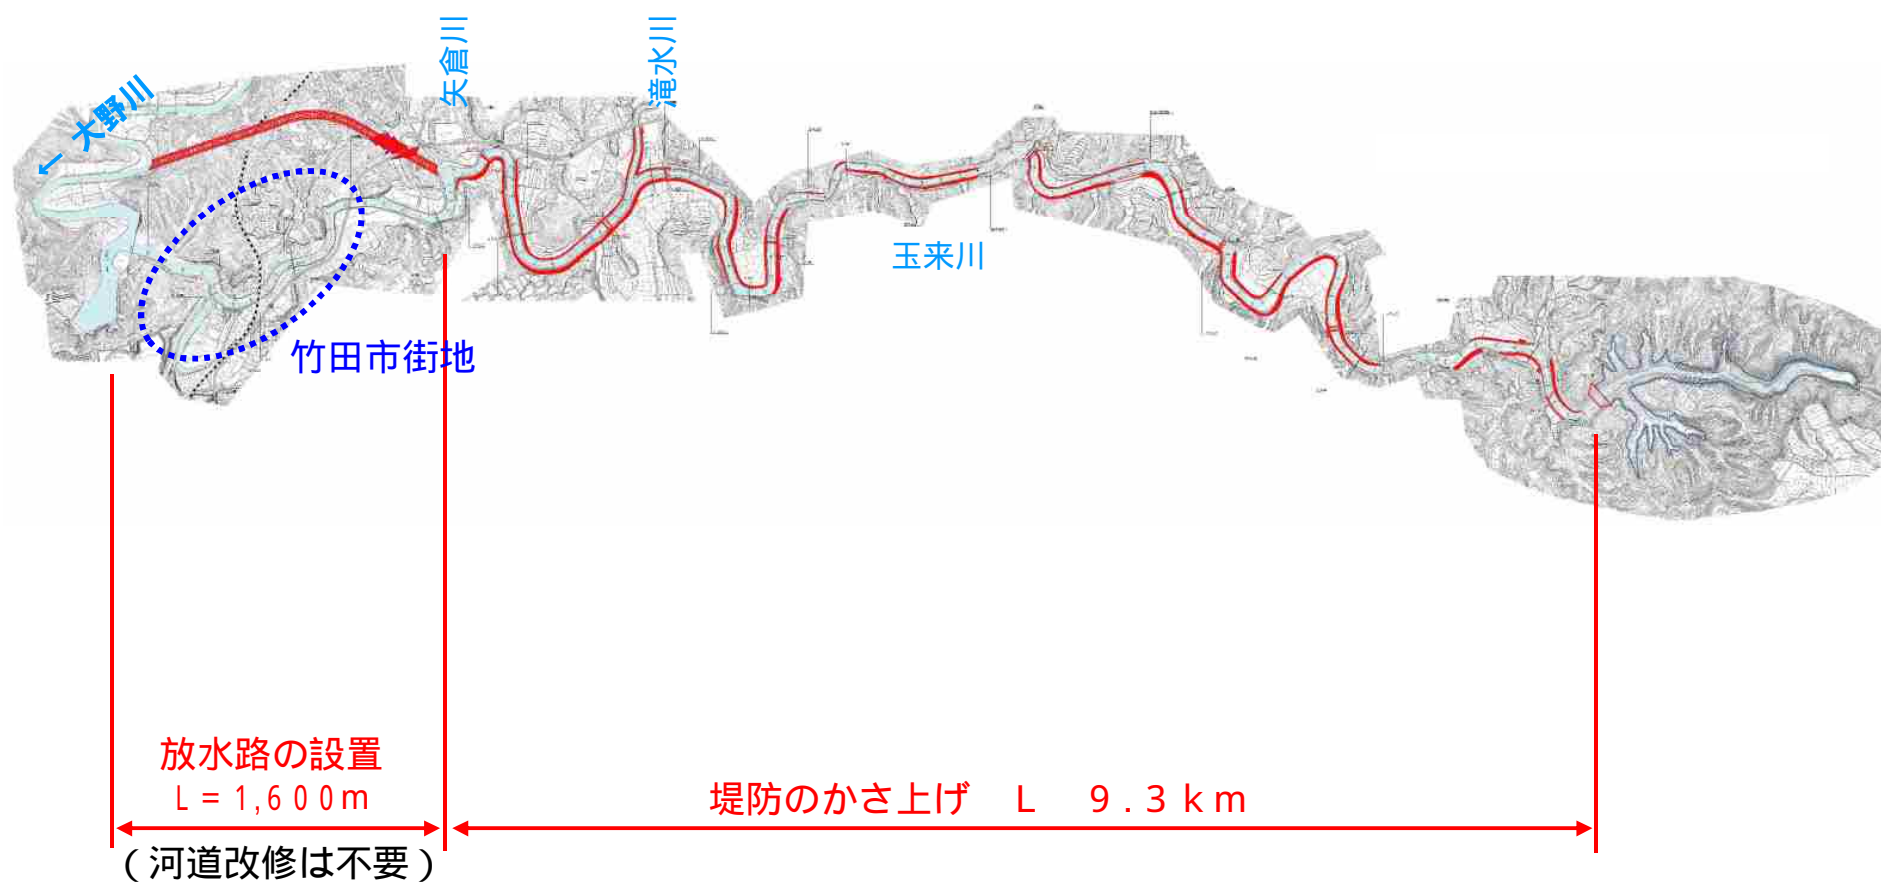 矢倉川
滝水川
← 大野川
玉来川
竹田市街地
放水路の設置
L=1,600m
堤防のかさ上げ L 9.3km
(河道改修は不要)